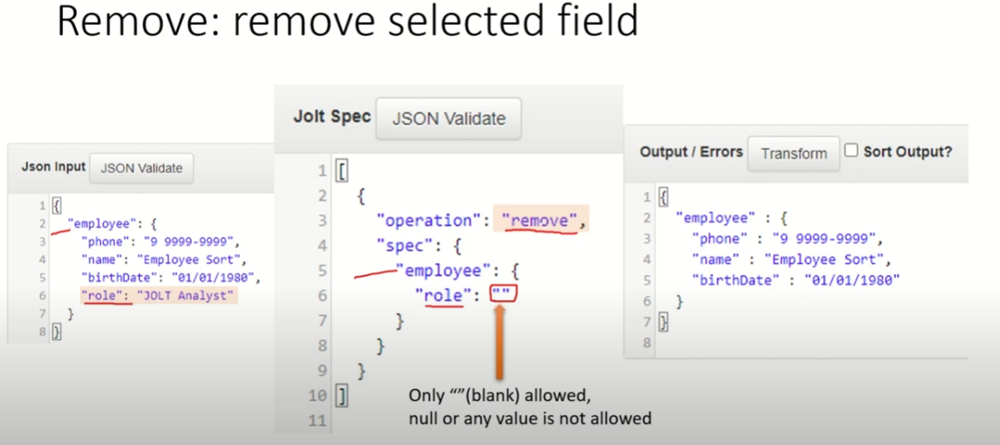 Remove: remove selected field
Json Input JSON Validate
1 {
2 "employee": {
3 "phone": "9 9999-9999",
4 "name": "Employee Sort",
5 "birthDate": "01/01/1980",
6 "role": "JOLT Analyst"
7 }
8 }
Jolt Spec JSON Validate
1 [
2 {
3 "operation": "remove",
4 "spec": {
5 "employee": {
6 "role": ""
7 }
8 }
9 }
10 ]
11
Only “”(blank) allowed,
null or any value is not allowed
Output / Errors Transform Sort Output?
1 {
2 "employee" : {
3 "phone" : "9 9999-9999",
4 "name" : "Employee Sort",
5 "birthDate" : "01/01/1980"
6 }
7 }
8